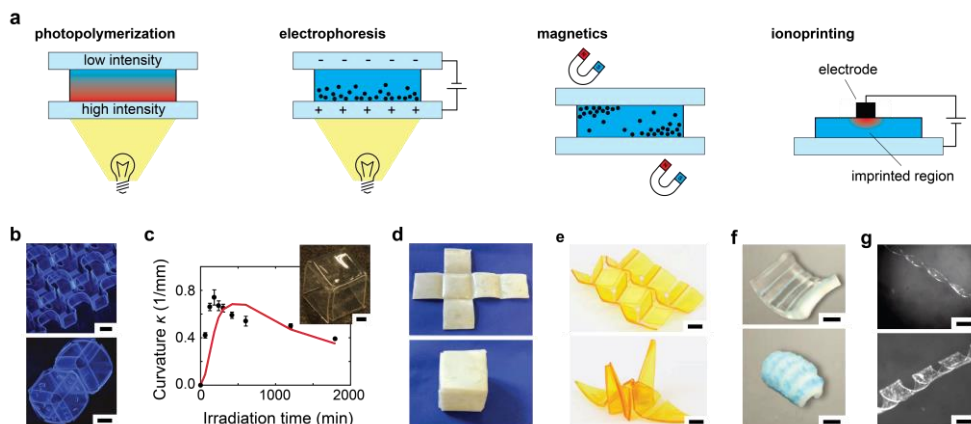 a
photopolymerization
low intensity
high intensity
electrophoresis
- - - - -
+ + + + +
magnetics
ionoprinting
electrode
imprinted region
b
c
Curvature κ (1/mm)
0.8
0.4
0.0
0
1000
2000
Irradiation time (min)
d
e
f
g